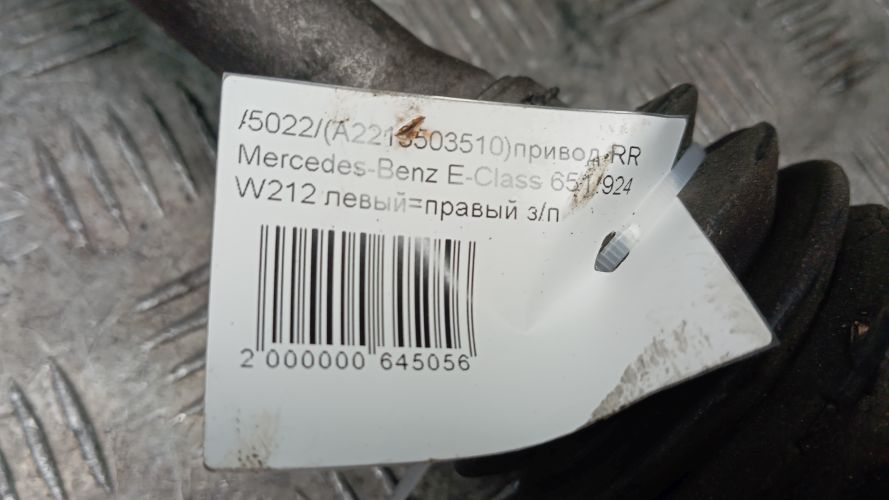 /5022/(A2213503510)привод RR
Mercedes-Benz E-Class 651/924
W212 левый=правый з/п
2 000000 645056